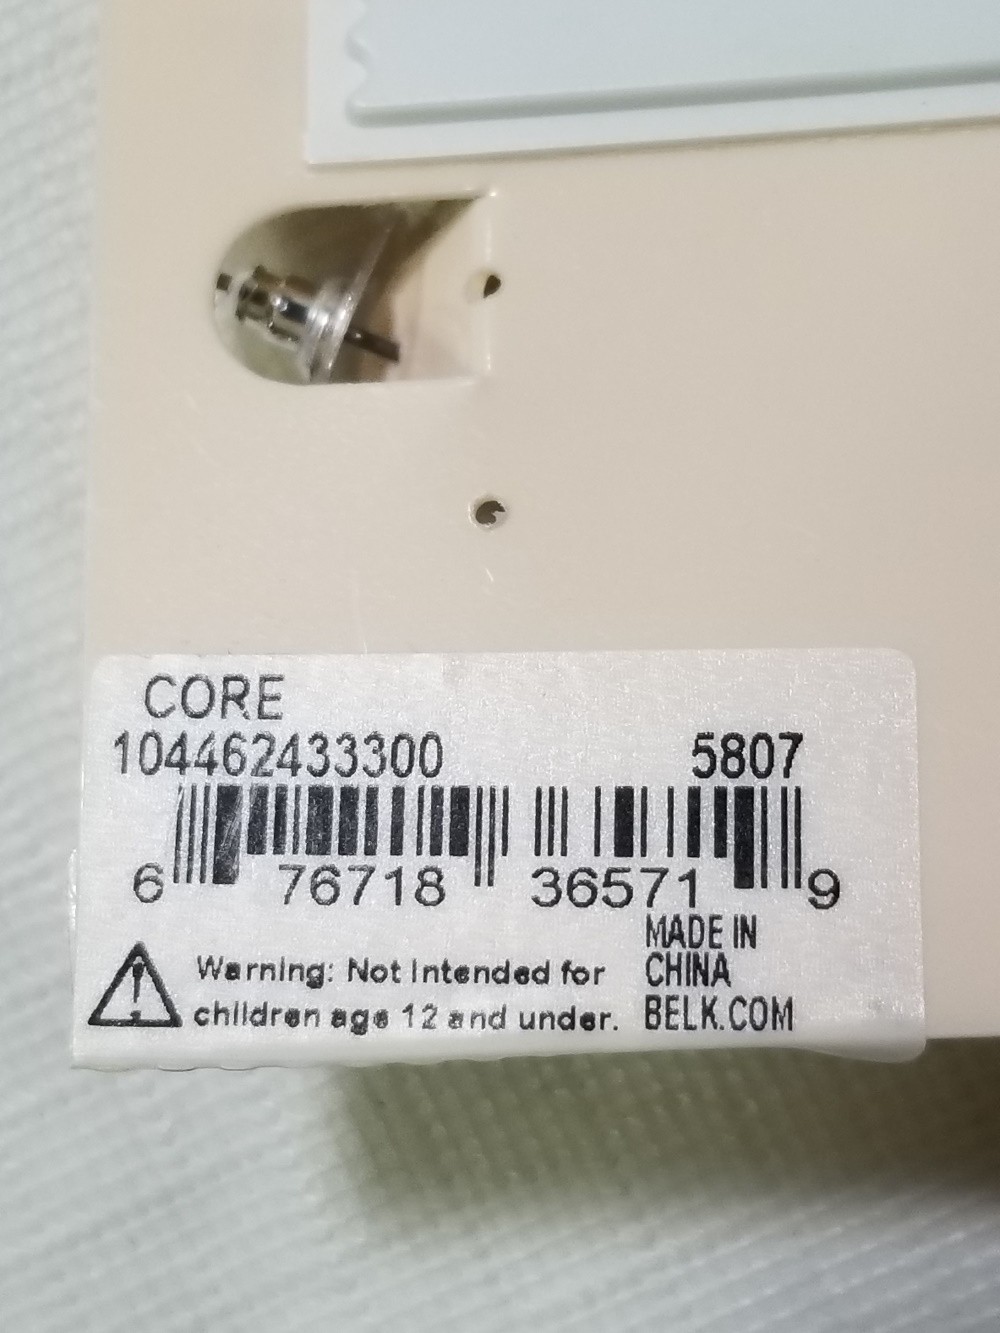 CORE
104462433300 5807
6 76718 36571 9
MADE IN
CHINA
BELK.COM
Warning: Not Intended for
children age 12 and under.